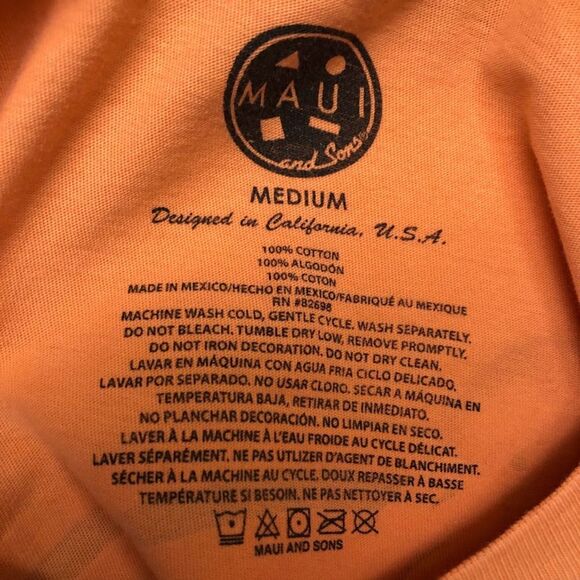 MAUI
and Sons®
MEDIUM
Designed in California, U.S.A.
100% COTTON
100% ALGODÓN
100% COTON
MADE IN MEXICO/HECHO EN MEXICO/FABRIQUÉ AU MEXIQUE
RN #82698
MACHINE WASH COLD, GENTLE CYCLE. WASH SEPARATELY.
DO NOT BLEACH. TUMBLE DRY LOW, REMOVE PROMPTLY.
DO NOT IRON DECORATION. DO NOT DRY CLEAN.
LAVAR EN MÁQUINA CON AGUA FRIA CICLO DELICADO,
LAVAR POR SEPARADO. NO USAR CLORO. SÉCAR A MÁQUINA EN
TEMPERATURA BAJA, RETIRAR DE INMEDIATO.
NO PLANCHAR DECORACIÓN. NO LIMPIAR EN SECO.
LAVER À LA MACHINE À L'EAU FROIDE AU CYCLE DÉLICAT.
LAVER SÉPARÉMENT. NE PAS UTLIZER D'AGENT DE BLANCHIMENT.
SÉCHER À LA MACHINE AU CYCLE. DOUX REPASSER À BASSE
TEMPÉRATURE SI BESOIN. NE PAS NETTOYER À SEC.
MAUI AND SONS